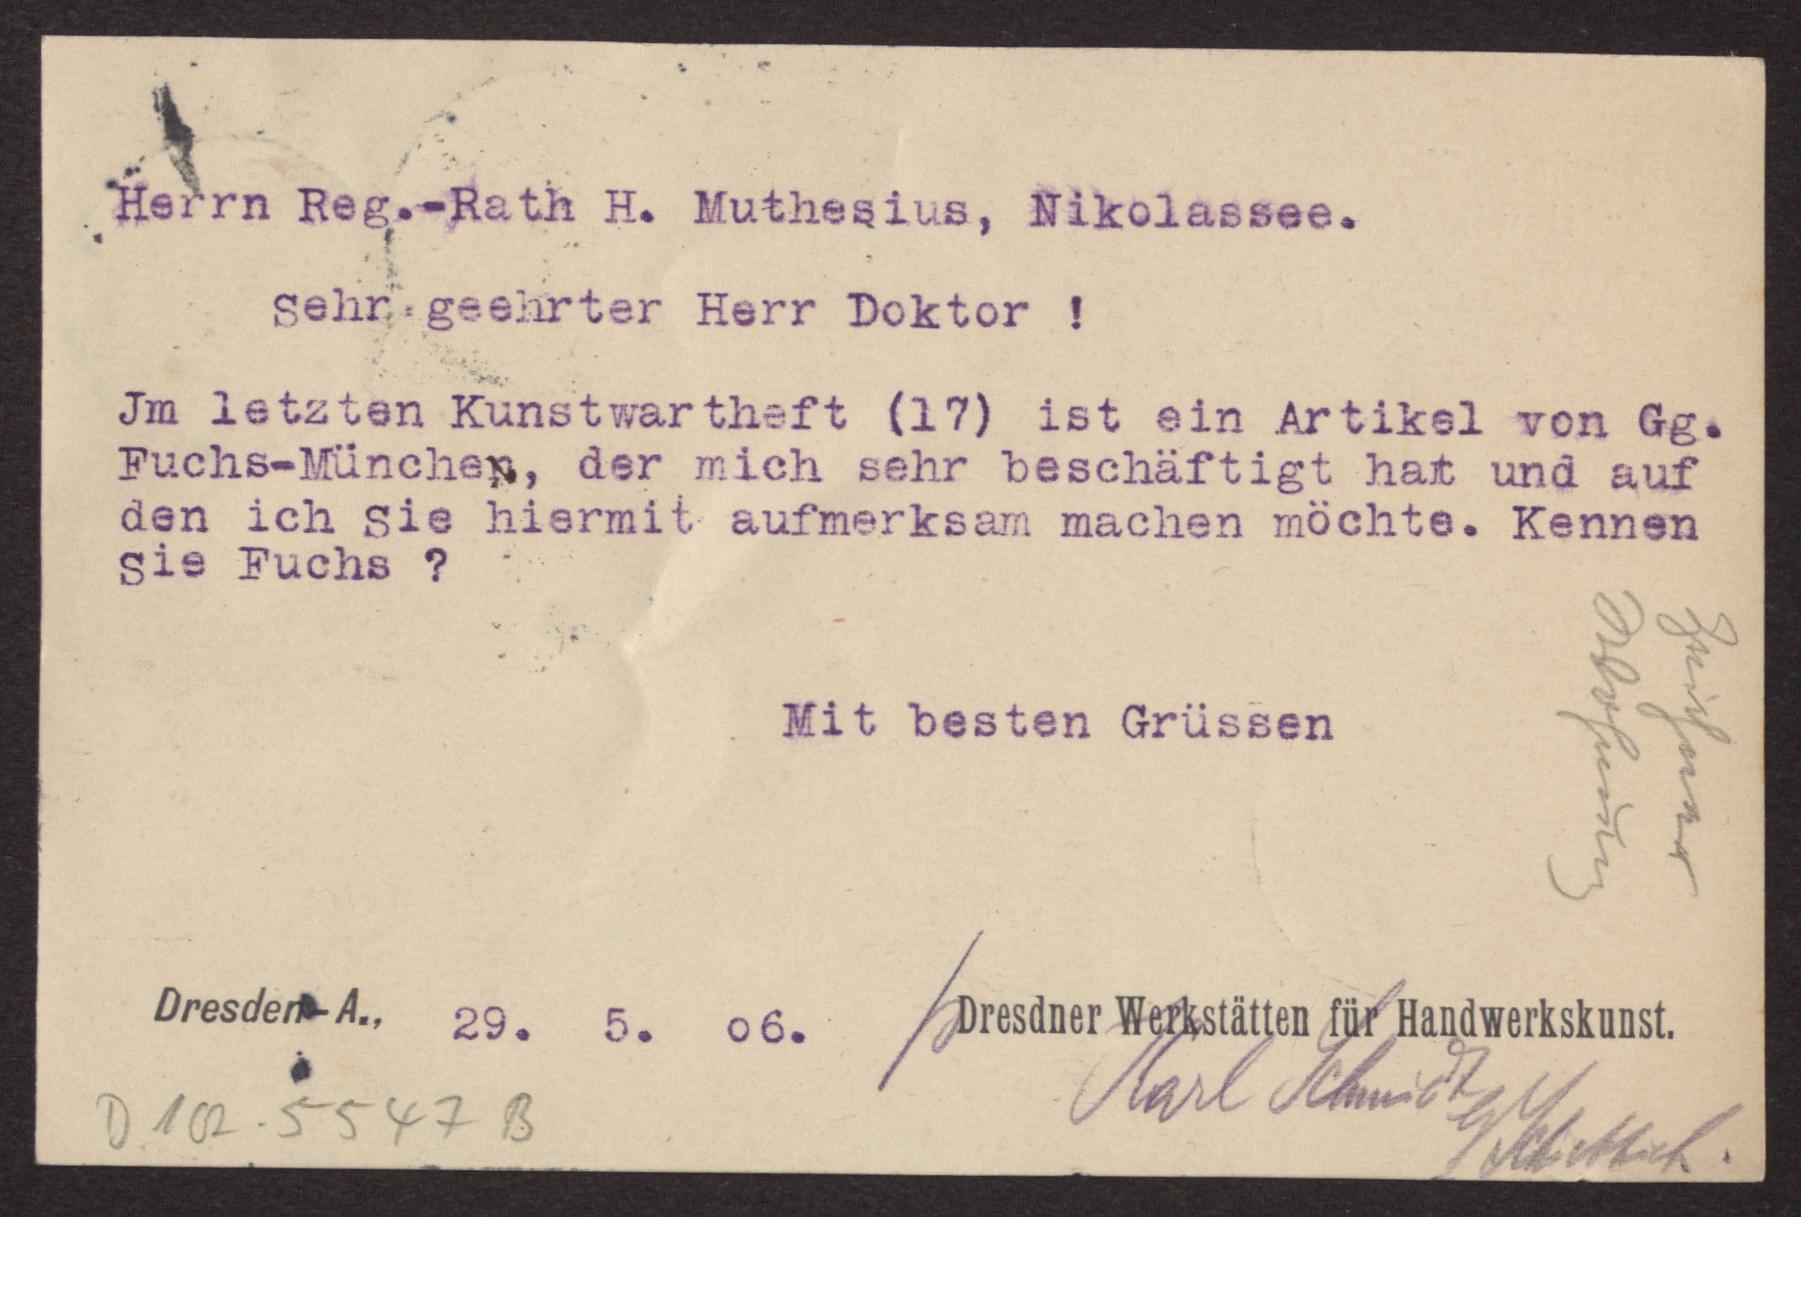 Herrn Reg.-Rath H. Muthesius, Nikolassee.
Sehr geehrter Herr Doktor !
Jm letzten Kunstwartheft (17) ist ein Artikel von Gg.
Fuchs-München, der mich sehr beschäftigt hat und auf
den ich Sie hiermit aufmerksam machen möchte. Kennen
Sie Fuchs ?
Mit besten Grüssen
Dresden-A., 29. 5. 06.
Dresdner Werkstätten für Handwerkskunst.
Karl Schmidt
D 102-5547 B